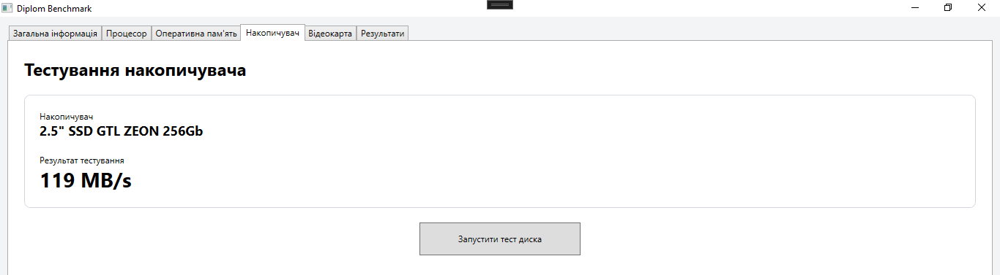 Diplom Benchmark
Загальна інформація Процесор Оперативна пам'ять Накопичувач Відеокарта Результати
Тестування накопичувача
Накопичувач
2.5" SSD GTL ZEON 256Gb
Результат тестування
119 MB/s
Запустити тест диска